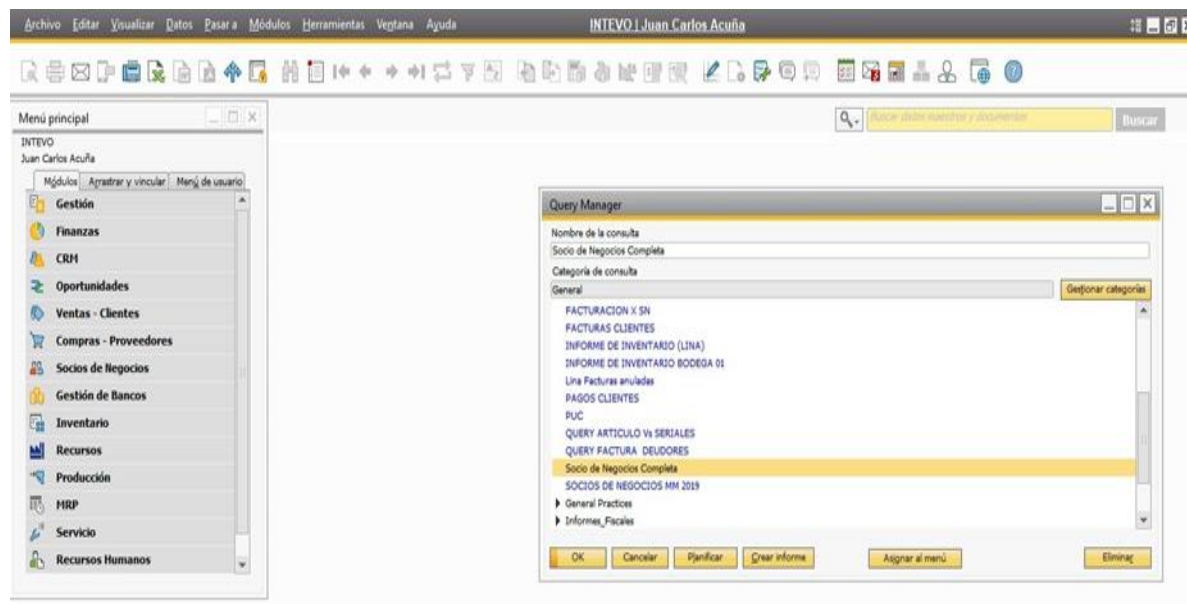 Archivo Editar Visualizar Datos Pasar a Módulos Herramientas Ventana Ayuda
INTEVO | Juan Carlos Acuña
Menú principal
INTEVO
Juan Carlos Acuña
Módulos Arrastrar y vincular Menú de usuario
Gestión
Finanzas
CRM
Oportunidades
Ventas - Clientes
Compras - Proveedores
Socios de Negocios
Gestión de Bancos
Inventario
Recursos
Producción
MRP
Servicio
Recursos Humanos
Buscar datos maestros y documentos
Buscar
Query Manager
Nombre de la consulta
Socio de Negocios Completa
Categoría de consulta
General
Gestionar categorías
FACTURACION X SN
FACTURAS CLIENTES
INFORME DE INVENTARIO (LINA)
INFORME DE INVENTARIO BODEGA 01
Lina Facturas anuladas
PAGOS CLIENTES
PUC
QUERY ARTICULO Vs SERIALES
QUERY FACTURA DEUDORES
Socio de Negocios Completa
SOCIOS DE NEGOCIOS MM 2019
General Practices
Informes_Fiscales
OK Cancelar Planificar Crear informe Asignar al menú Eliminar